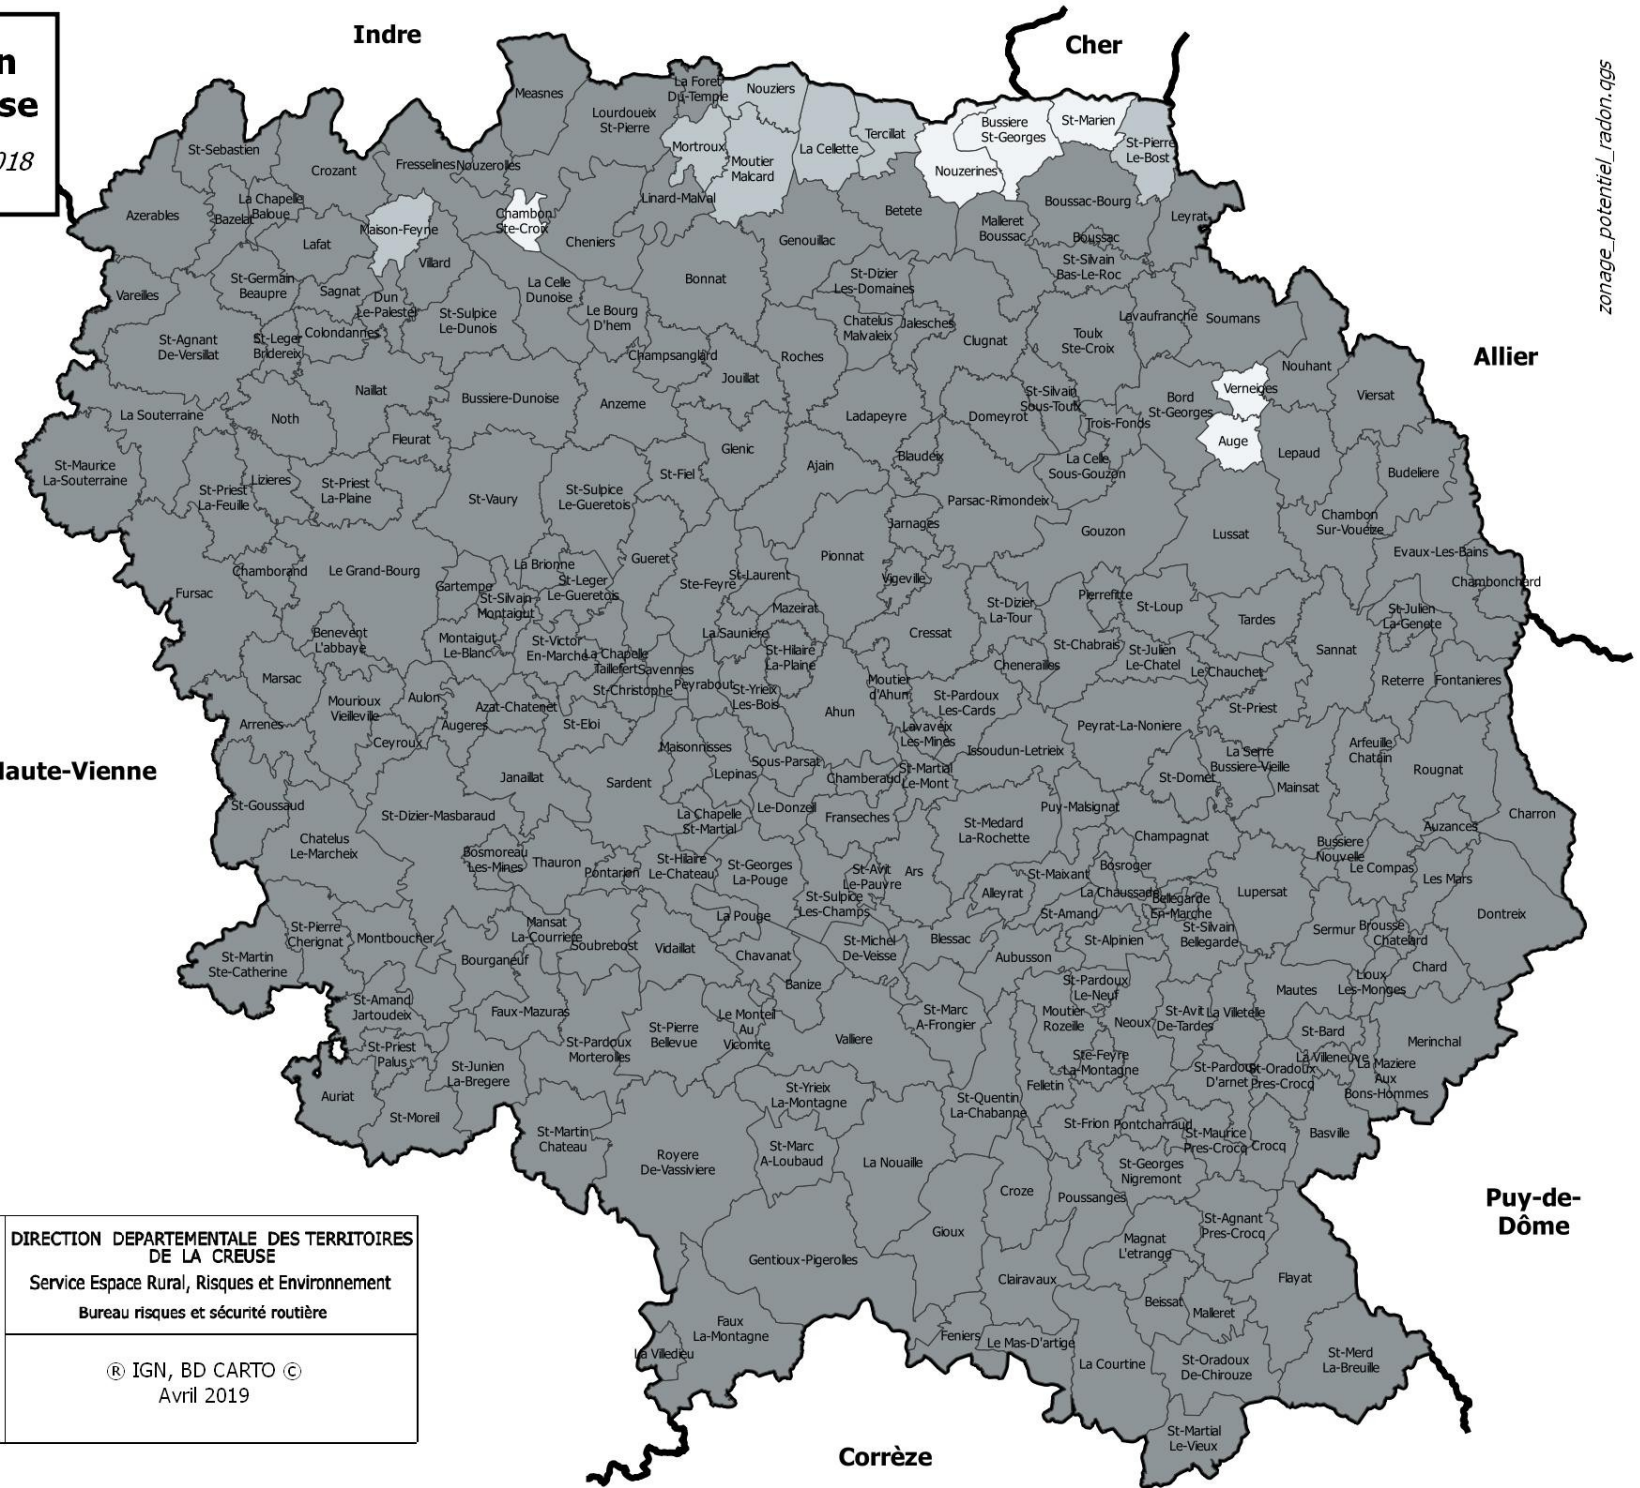 Indre
Cher
n
se
018
zonage_potentiel_radon.qgs
Allier
Haute-Vienne
Puy-de-
Dôme
Corrèze
Measnes
La Foret
Du-Temple
Nouziers
Lourdoueix
St-Pierre
Bussiere
St-Georges
St-Marien
Tercillat
St-Pierre
Le-Bost
St-Sebastien
Mortroux
La Cellette
Moutier
Malcard
Crozant
Fresselines
Nouzerolles
Nouzerines
La Chapelle
Baloue
Linard-Malval
Boussac-Bourg
Azerables
Bazelat
Chambon
Ste-Croix
Betete
Malleret
Boussac
Leyrat
Maison-Feyne
Lafat
Cheniers
Genouillac
Boussac
Villard
St-Silvain
Bas-Le-Roc
St-Germain
Beaupre
Bonnat
St-Dizier
Les-Domaines
Vareilles
Sagnat
Dun
Le-Palestel
La Celle
Dunoise
St-Sulpice
Le-Dunois
Le Bourg
D'hem
Chatelus
Malvaleix
Jalesches
Lavaufranche
Soumans
St-Agnant
De-Versillat
St-Leger
Bridereix
Colondannes
Clugnat
Toulx
Ste-Croix
Champsanglard
Roches
Nouhant
Jouillat
Naillat
Bussiere-Dunoise
Anzeme
St-Silvain
Sous-Toulx
Verneiges
Viersat
Bord
St-Georges
La Souterraine
Noth
Ladapeyre
Domeyrot
Trois-Fonds
Fleurat
Glenic
Auge
Lepaud
St-Maurice
La-Souterraine
Ajain
Blaudeix
La Celle
Sous-Gouzon
Budeliere
Lizieres
St-Priest
La-Feuille
St-Priest
La-Plaine
St-Vaury
St-Sulpice
Le-Gueretois
St-Fiel
Parsac-Rimondeix
Jarnages
Gouzon
Lussat
Chambon
Sur-Voueize
Evaux-Les-Bains
Chambonchard
Fursac
Chamborand
Le Grand-Bourg
La Brionne
Gartempe
St-Silvain
Montaigut
St-Leger
Le-Gueretois
Gueret
Ste-Feyre
St-Laurent
Pionnat
Vigeville
Mazeirat
St-Dizier
La-Tour
Pierrefitte
St-Loup
Tardes
St-Julien
La-Genete
Benevent
L'abbaye
Montaigut
Le-Blanc
St-Victor
En-Marche
La Chapelle
Taillefert
Savennes
La Sauniere
St-Hilaire
La-Plaine
Cressat
Chenerailles
St-Chabrais
St-Julien
Le-Chatel
Le Chauchet
Sannat
Reterre
Fontanieres
Marsac
Mourioux
Vieilleville
Aulon
Augeres
Azat-Chatenet
St-Christophe
Peyrabout
St-Yrieix
Les-Bois
Moutier
d'Ahun
St-Pardoux
Les-Cards
St-Priest
Arrenes
Ceyroux
St-Eloi
Ahun
Lavaveix
Les-Mines
Peyrat-La-Noniere
Maisonnisses
Issoudun-Letrieix
La Serre
Bussiere-Vieille
Arfeuille
Chatain
Janaillat
Sardent
Lepinas
Sous-Parsat
Chamberaud
St-Martial
Le-Mont
St-Domet
Mainsat
Rougnat
St-Goussaud
St-Dizier-Masbaraud
La Chapelle
St-Martial
Le-Donzeil
Franseches
St-Medard
La-Rochette
Puy-Malsignat
Champagnat
Charron
Auzances
Chatelus
Le-Marcheix
Bosmoreau
Les-Mines
Thauron
Pontarion
St-Hilaire
Le-Chateau
St-Georges
La-Pouge
St-Avit
Le-Pauvre
Ars
St-Maixant
Bosroger
Bussiere
Nouvelle
Le Compas
Les Mars
St-Sulpice
Les-Champs
Alleyrat
La Chaussade
Bellegarde
En-Marche
Lupersat
Dontreix
St-Pierre
Cherignat
Montboucher
Mansat
La-Courriere
Soubrebost
La Pouge
Vidaillat
St-Amand
St-Silvain
Bellegarde
Sermur
Brousse
Chatelard
St-Martin
Ste-Catherine
Bourganeuf
Chavanat
St-Michel
De-Veisse
Blessac
Aubusson
St-Alpinien
Chard
St-Amand
Jartoudeix
Faux-Mazuras
Banize
St-Pardoux
Le-Neuf
Mautes
Lioux
Les-Monges
St-Pardoux
Morterolles
St-Pierre
Bellevue
Le Monteil
Au
Vicomte
Valliere
St-Marc
A-Frongier
Moutier
Rozeille
Neoux
St-Avit
De-Tardes
La Villetelle
St-Bard
Merinchal
St-Priest
Palus
St-Junien
La-Bregere
Ste-Feyre
La-Montagne
St-Pardoux
D'arnet
St-Oradoux
Pres-Crocq
La Villeneuve
La Maziere
Aux
Bons-Hommes
Auriat
St-Moreil
St-Yrieix
La-Montagne
St-Quentin
La-Chabanne
Felletin
St-Frion
Pontcharraud
St-Maurice
Pres-Crocq
Crocq
Basville
St-Martin
Chateau
Royere
De-Vassiviere
St-Marc
A-Loubaud
La Nouaille
Croze
Poussanges
St-Georges
Nigremont
Gioux
St-Agnant
Pres-Crocq
Magnat
L'etrange
Gentioux-Pigerolles
Clairavaux
Flayat
Beissat
Malleret
Faux
La-Montagne
La Villedieu
Feniers
Le Mas-D'artige
La Courtine
St-Oradoux
De-Chirouze
St-Merd
La-Breuille
St-Martial
Le-Vieux
DIRECTION DEPARTEMENTALE DES TERRITOIRES
DE LA CREUSE
Service Espace Rural, Risques et Environnement
Bureau risques et sécurité routière
® IGN, BD CARTO ©
Avril 2019